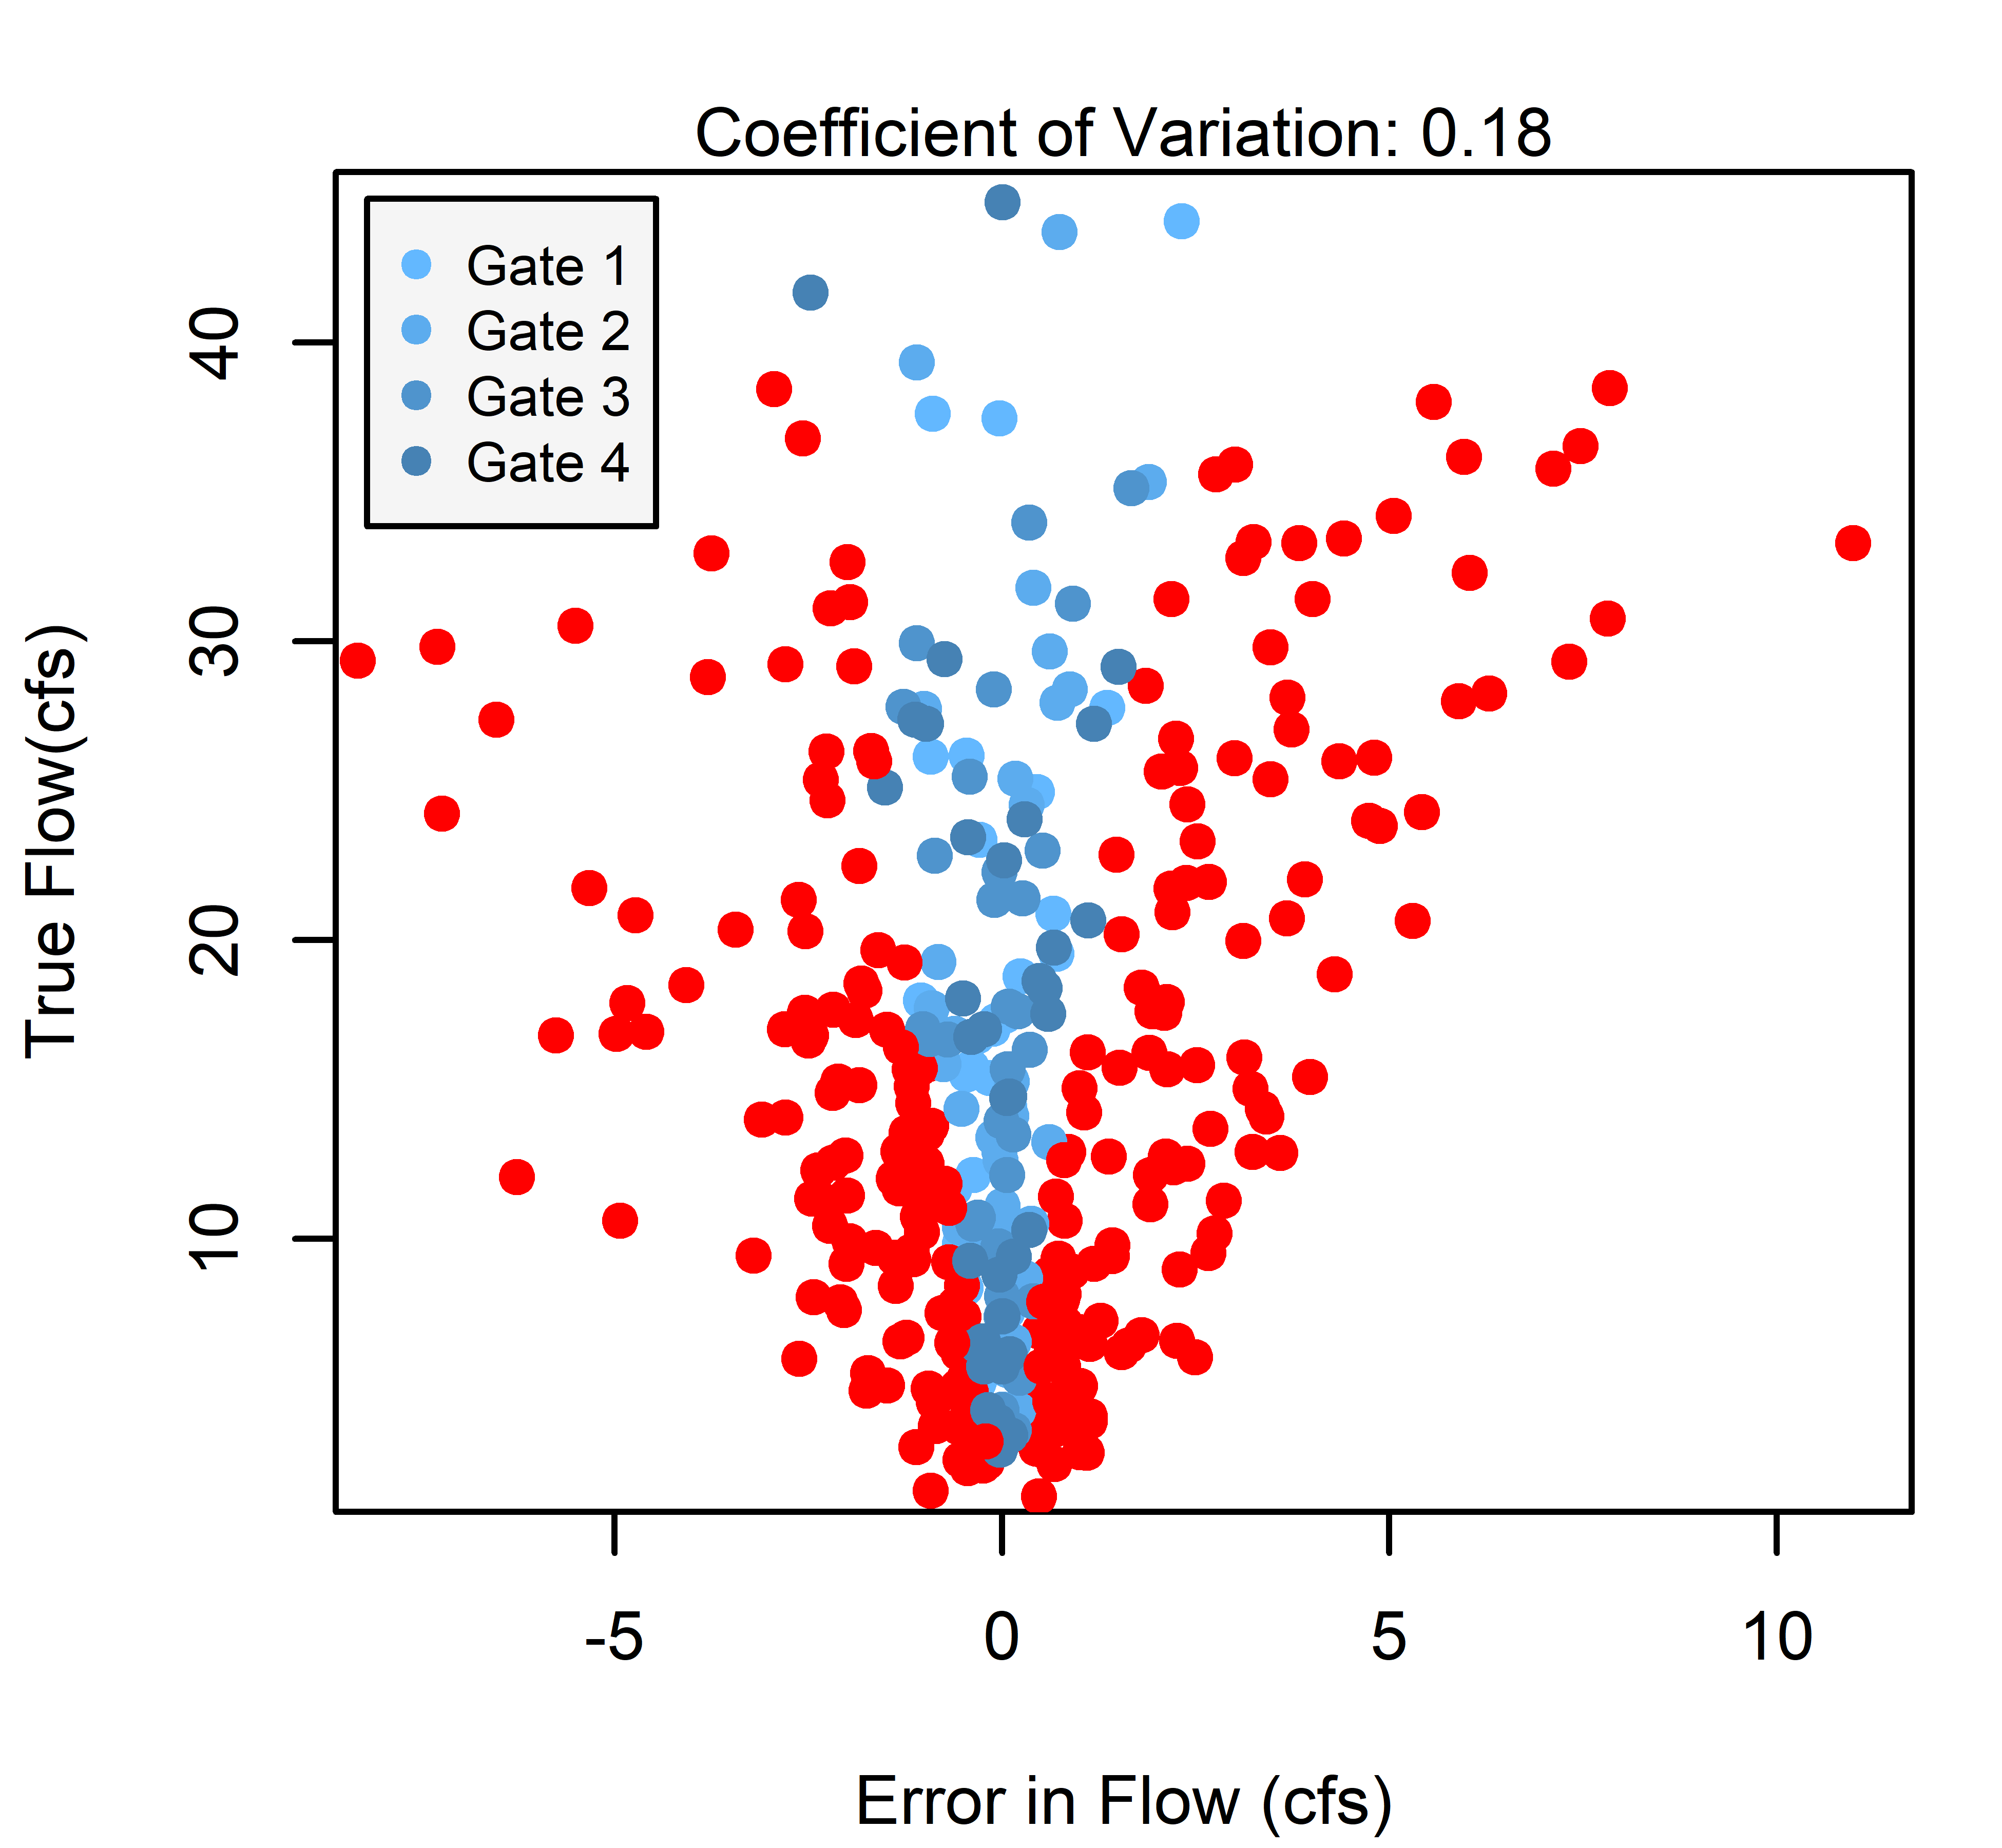 Coefficient of Variation: 0.18
Gate 1
Gate 2
Gate 3
Gate 4
True Flow(cfs)
40
30
20
10
-5 0 5 10
Error in Flow (cfs)